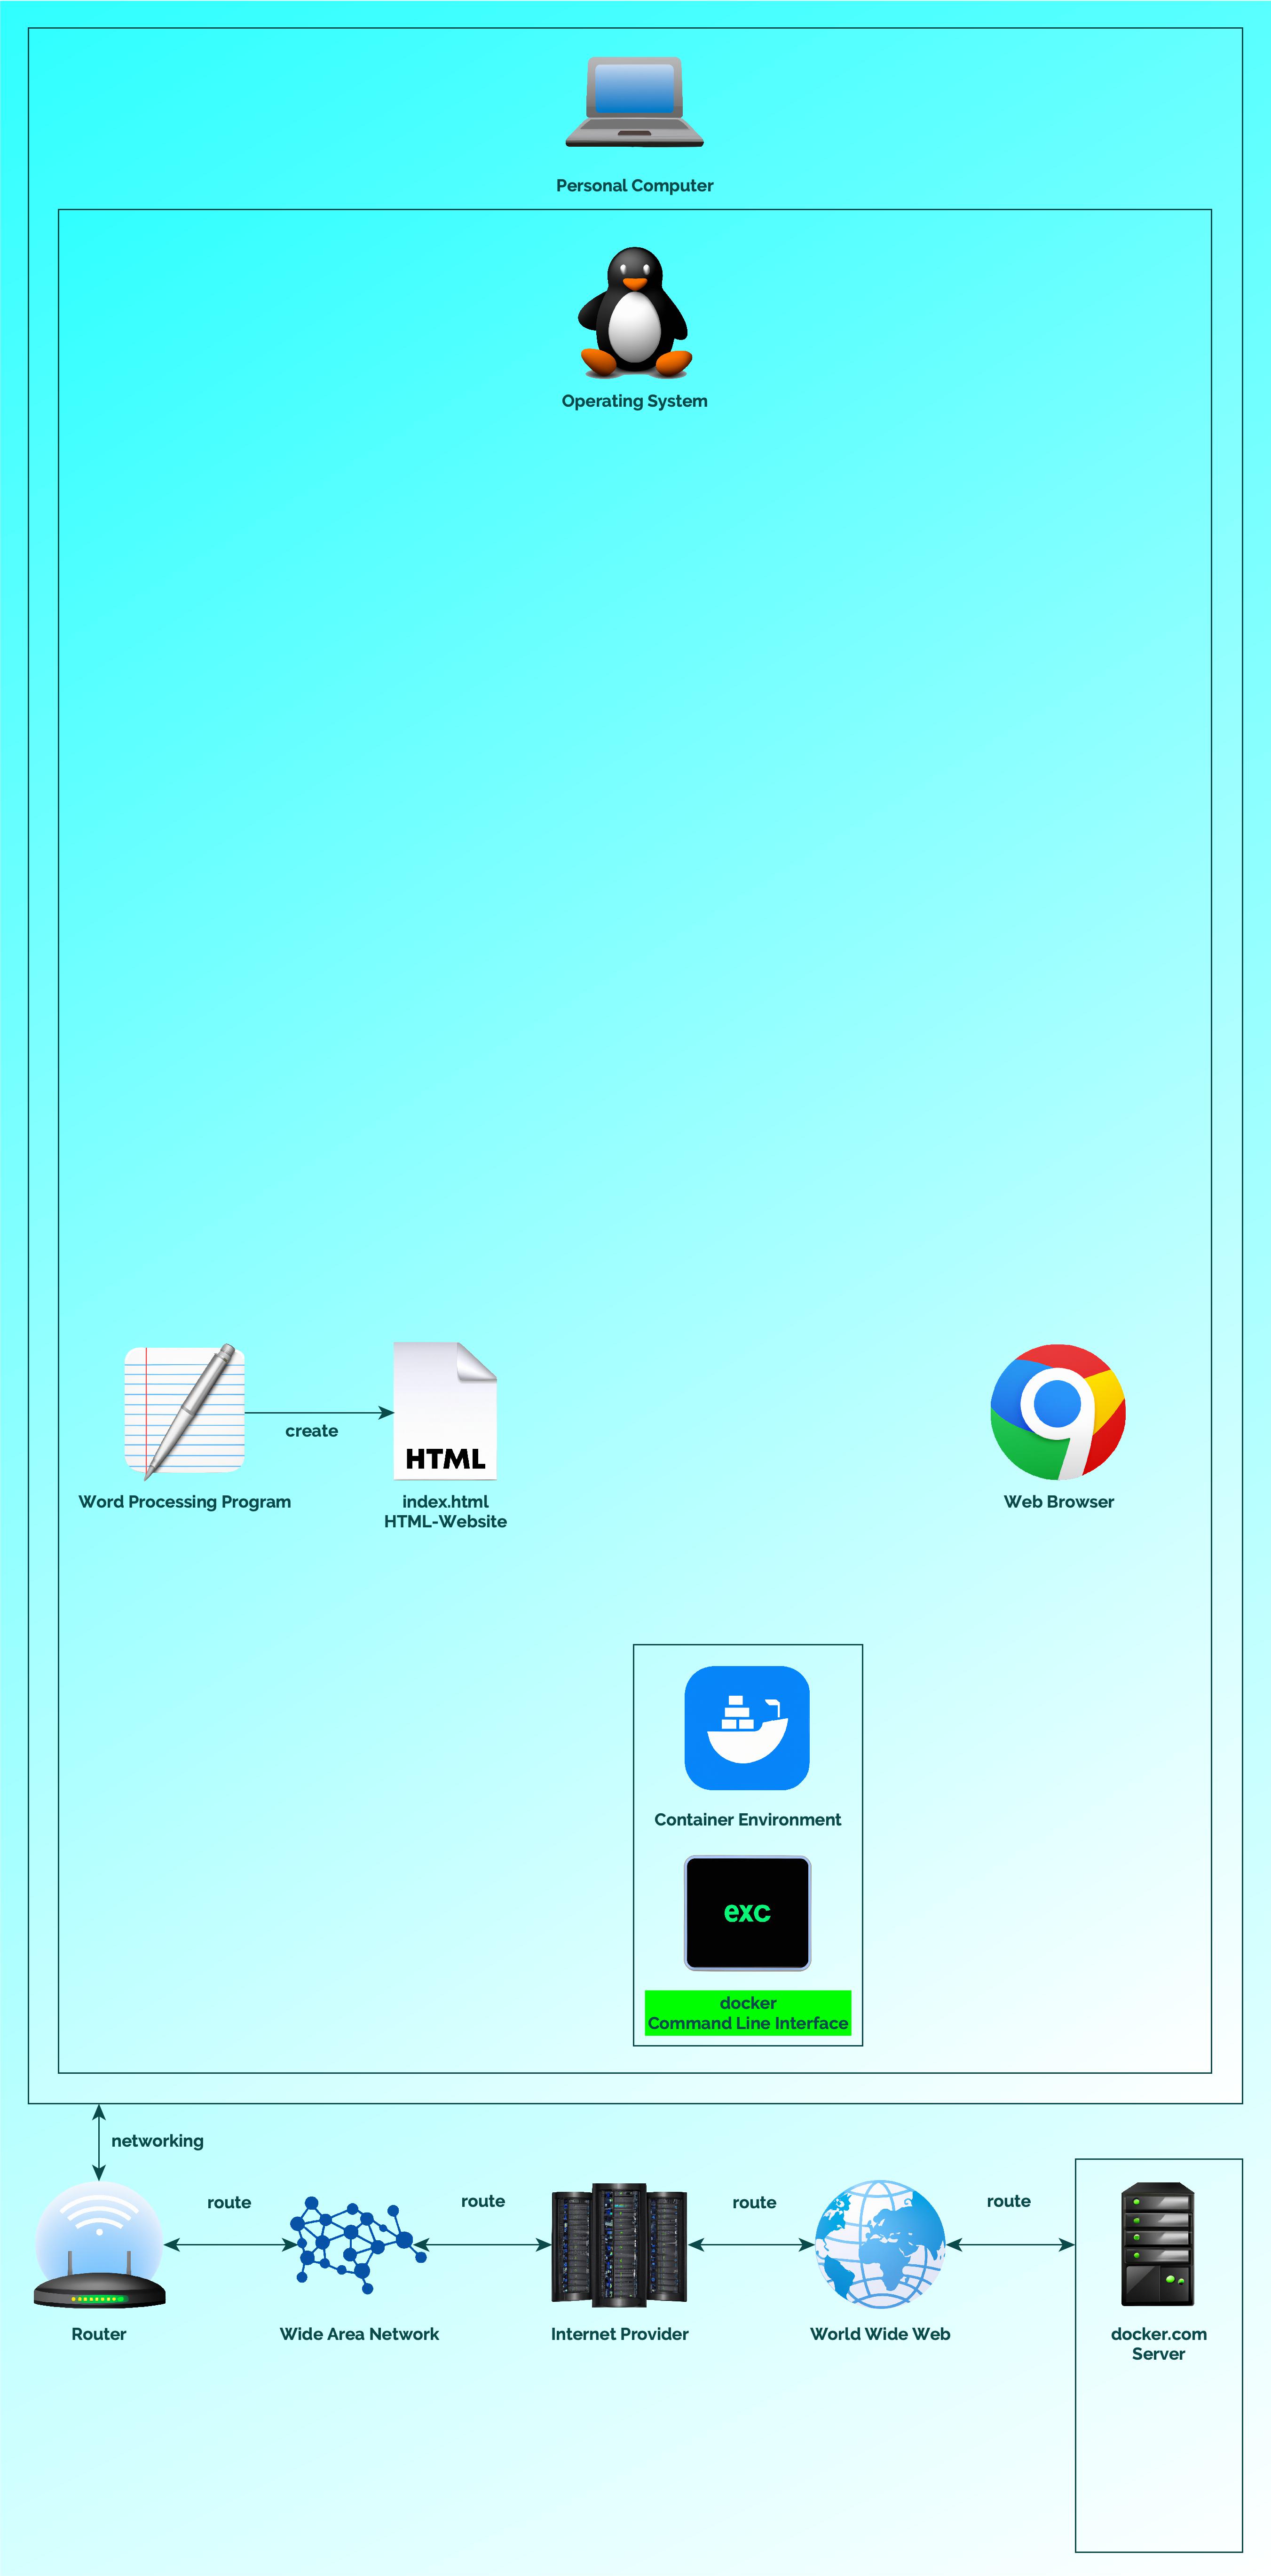 Personal Computer
Operating System
create
HTML
Word Processing Program
index.html
HTML-Website
Web Browser
Container Environment
exc
docker
Command Line Interface
networking
route
route
route
route
Router
Wide Area Network
Internet Provider
World Wide Web
docker.com
Server